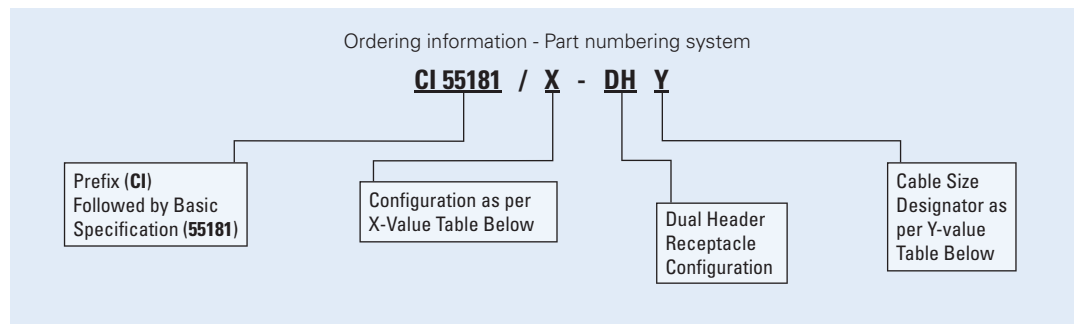 Ordering information - Part numbering system
CI 55181 / X - DH Y
Prefix (CI)
Followed by Basic
Specification (55181)
Configuration as per
X-Value Table Below
Dual Header
Receptacle
Configuration
Cable Size
Designator as
per Y-value
Table Below